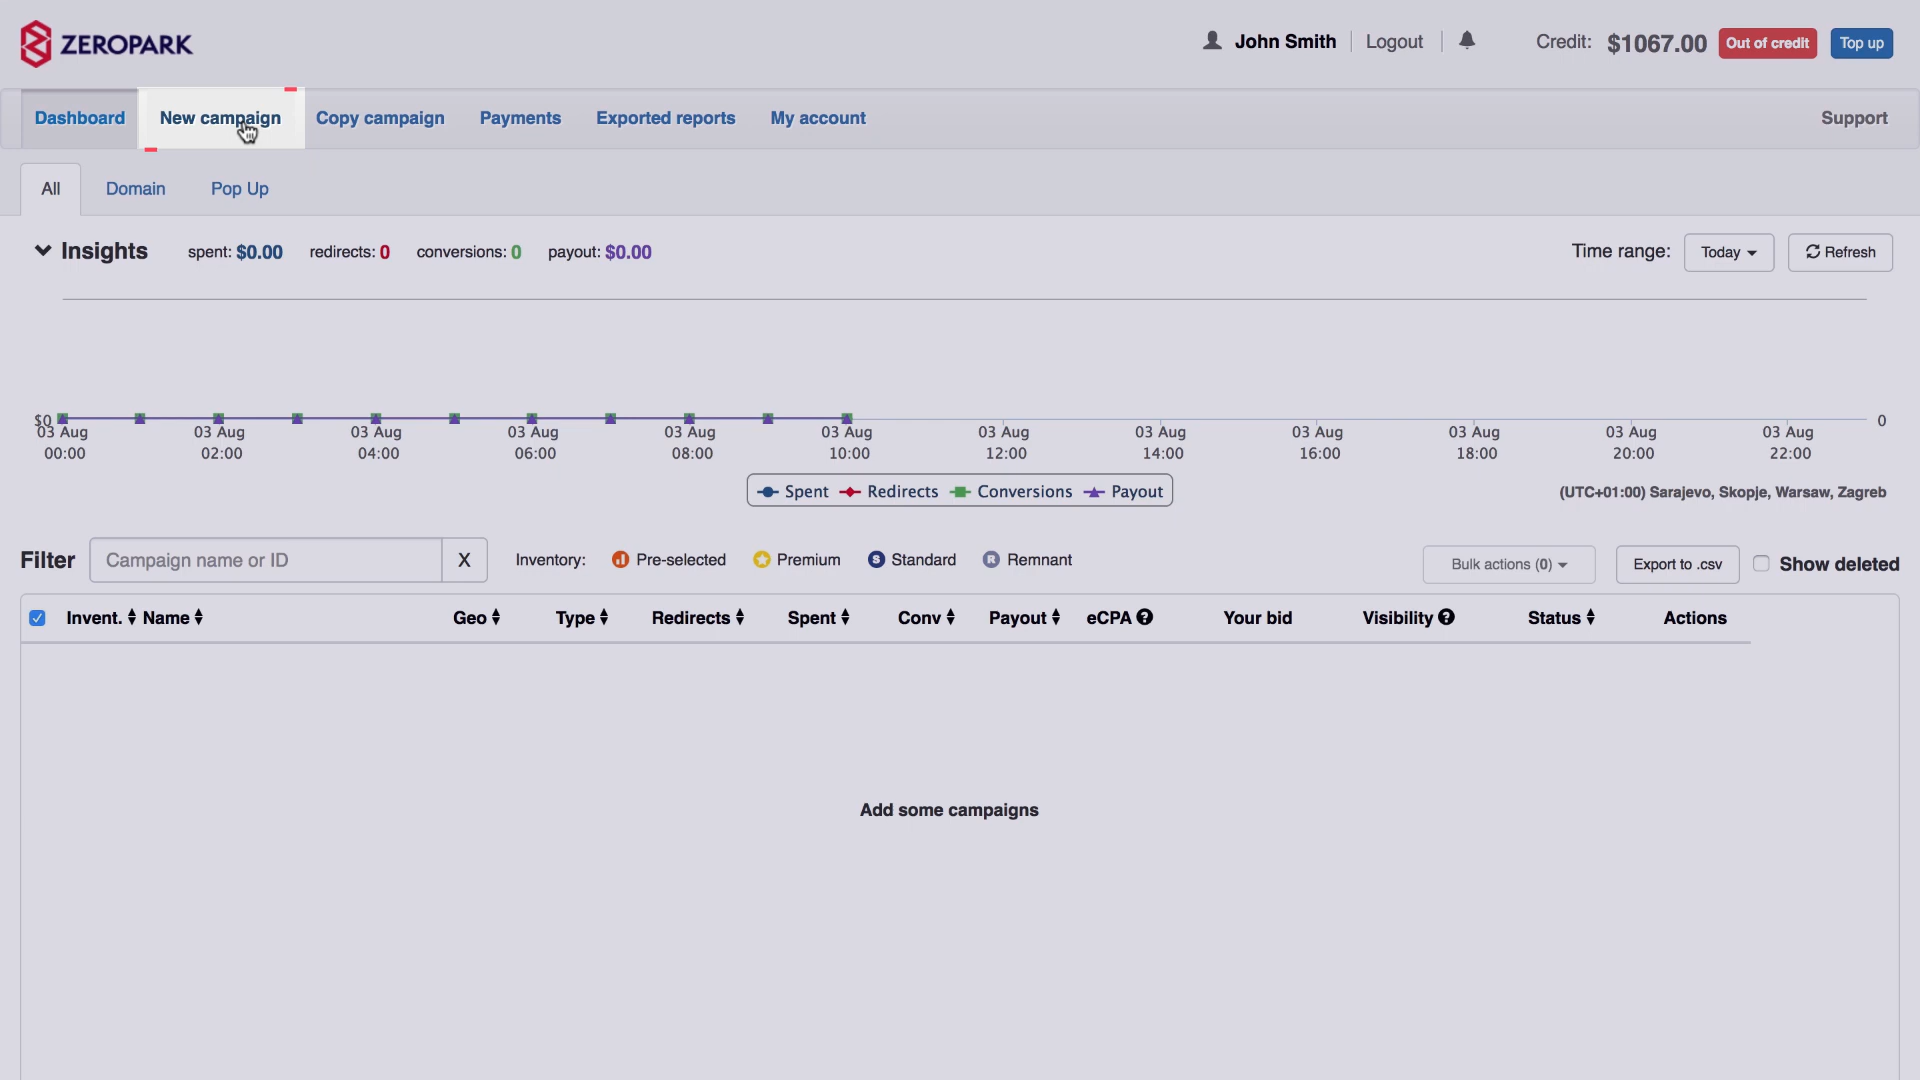 ZEROPARK
John Smith Logout Credit: $1067.00 Out of credit Top up
Dashboard New campaign Copy campaign Payments Exported reports My account Support
All Domain Pop Up
Insights spent: $0.00 redirects: 0 conversions: 0 payout: $0.00 Time range: Today Refresh
$0 0
03 Aug 03 Aug 03 Aug 03 Aug 03 Aug 03 Aug 03 Aug 03 Aug 03 Aug 03 Aug 03 Aug 03 Aug
00:00 02:00 04:00 06:00 08:00 10:00 12:00 14:00 16:00 18:00 20:00 22:00
Spent Redirects Conversions Payout (UTC+01:00) Sarajevo, Skopje, Warsaw, Zagreb
Filter Campaign name or ID X Inventory: Pre-selected Premium S Standard R Remnant Bulk actions (0) Export to .csv Show deleted
Invent. Name Geo Type Redirects Spent Conv Payout eCPA ? Your bid Visibility ? Status Actions
Add some campaigns